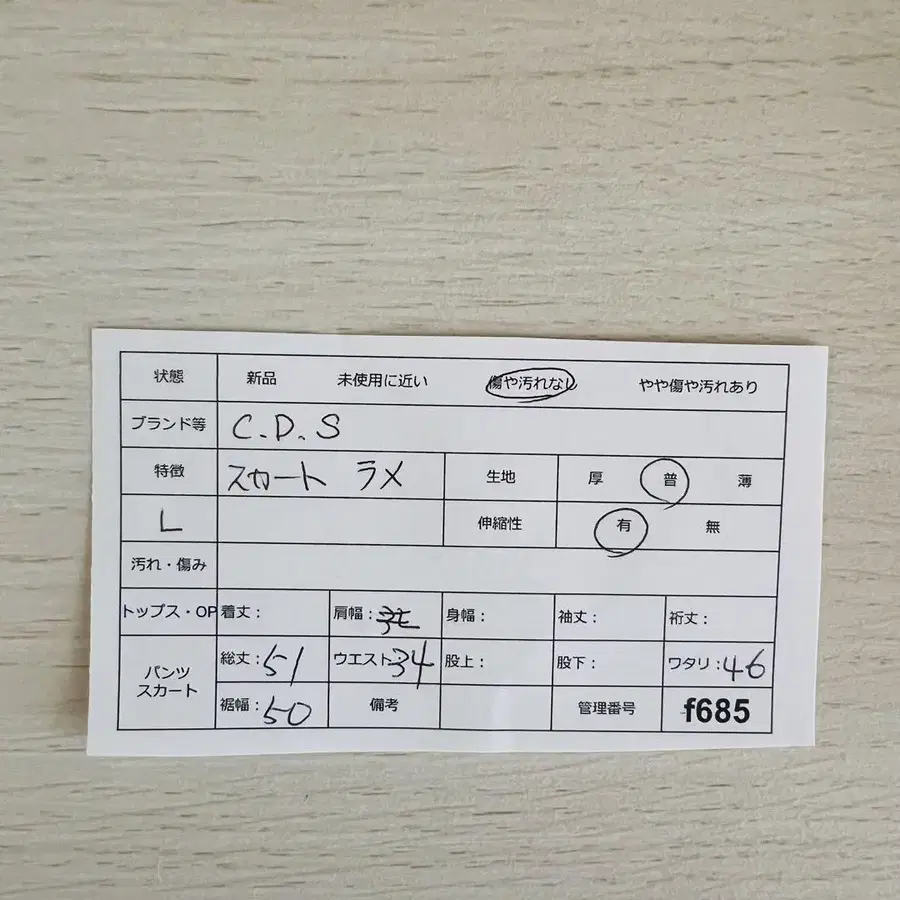 状態 新品 未使用に近い 傷や汚れなし やや傷や汚れあり
ブランド等 C.D.S
特徴 スカート ラメ 生地 厚 普 薄
L 伸縮性 有 無
汚れ・傷み
トップス・OP 着丈: 肩幅: 身幅: 袖丈: 裄丈:
パンツ スカート 総丈:51 ウエスト:34 股上: 股下: ワタリ:46
裾幅:50 備考 管理番号 f685